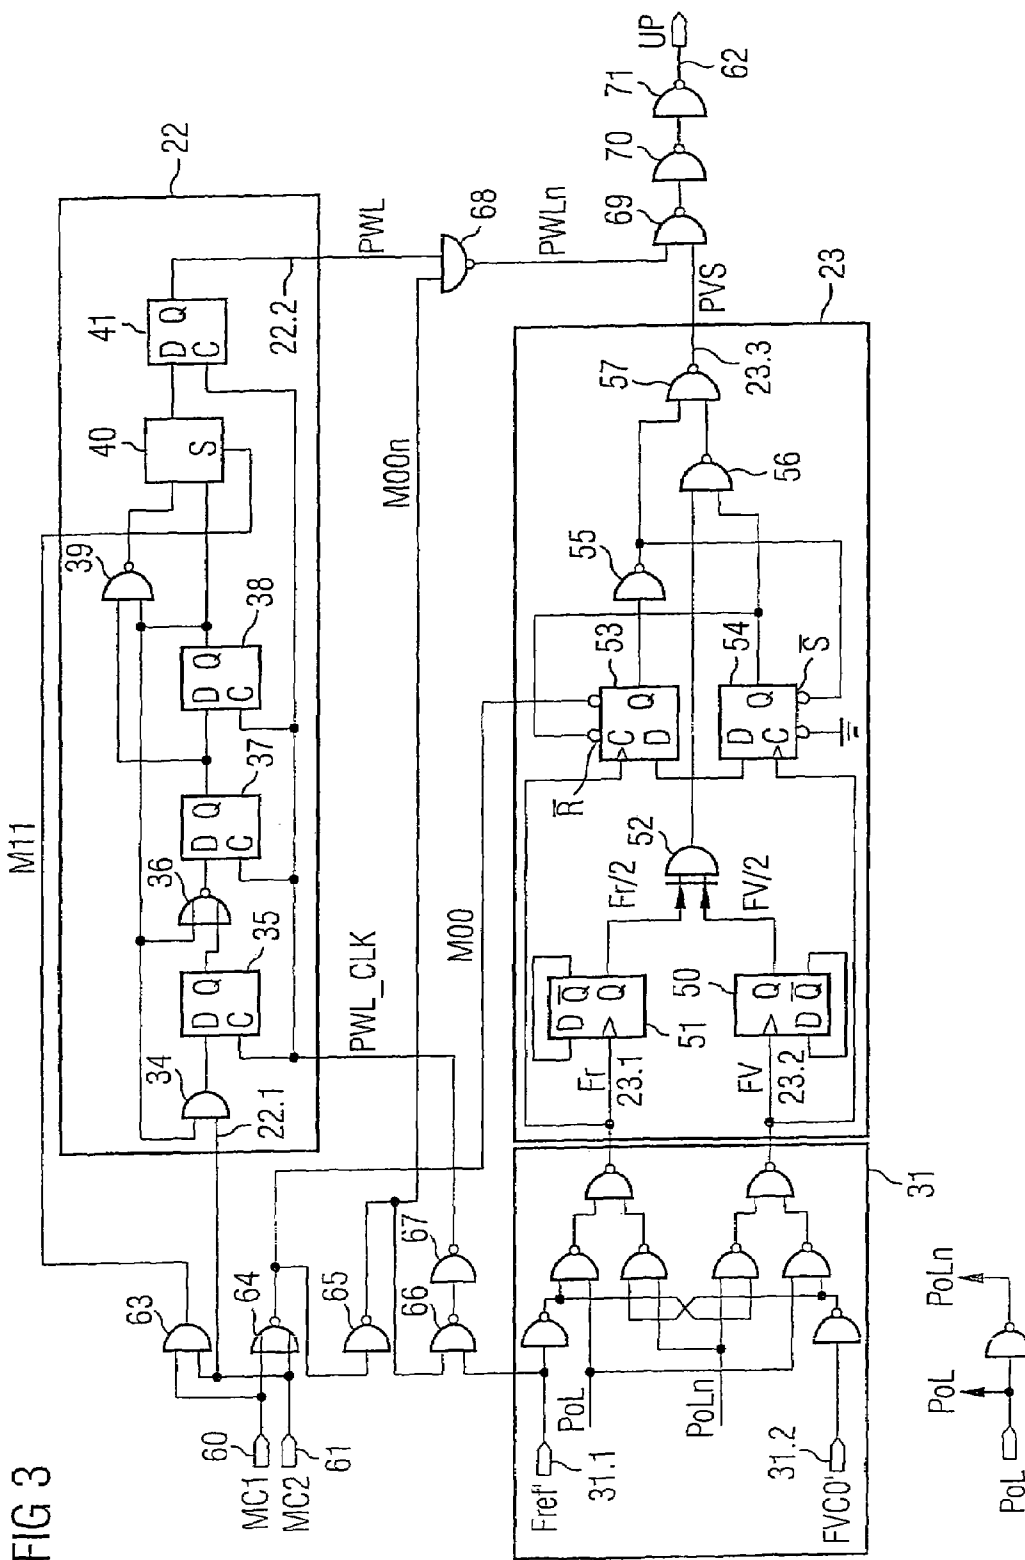 FIG 3
M11
22
34
35
36
37
38
39
40
41
D Q
C
D Q
C
D Q
C
S
D Q
C
22.1
22.2
PWL
PWL_CLK
M00n
M00
68
PWLn
69
70
71
UP
62
MC1
60
MC2
61
63
64
65
66
67
Fref'
31.1
PoL
PoLn
31.2
FVCO'
31
Fr
23.1
FV
23.2
D Q̅
Q
51
50
Q
D Q̅
Fr/2
FV/2
52
R̅
C
D
Q
53
54
D
C
Q
S̅
55
56
57
23.3
PVS
23
PoL
PoL
PoLn